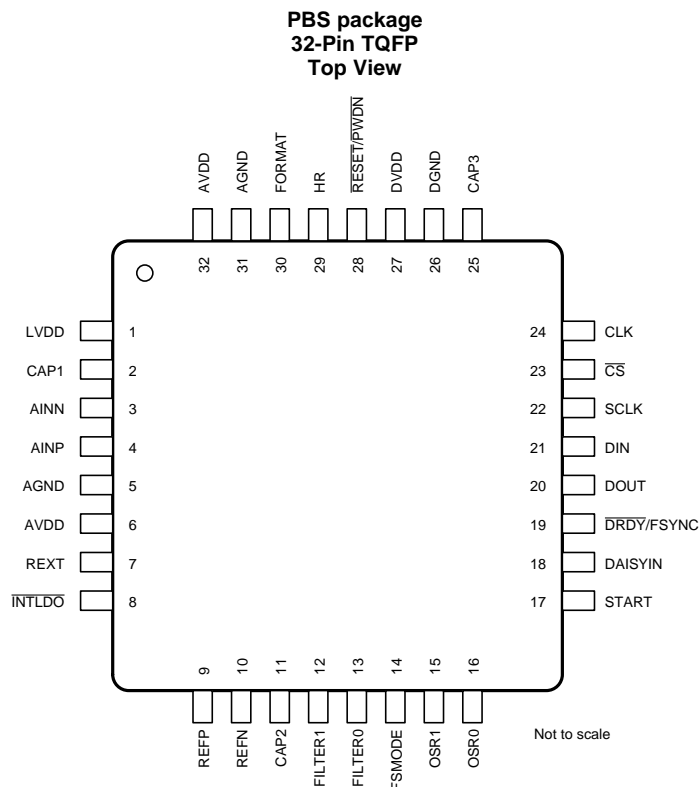 PBS package
32-Pin TQFP
Top View
AVDD
AGND
FORMAT
HR
RESET/PWDN
DVDD
DGND
CAP3
32 31 30 29 28 27 26 25
LVDD 1
CAP1 2
AINN 3
AINP 4
AGND 5
AVDD 6
REXT 7
INTLDO 8
24 CLK
23 CS
22 SCLK
21 DIN
20 DOUT
19 DRDY/FSYNC
18 DAISYIN
17 START
9 10 11 12 13 14 15 16
REFP
REFN
CAP2
FILTER1
FILTER0
FSMODE
OSR1
OSR0
Not to scale